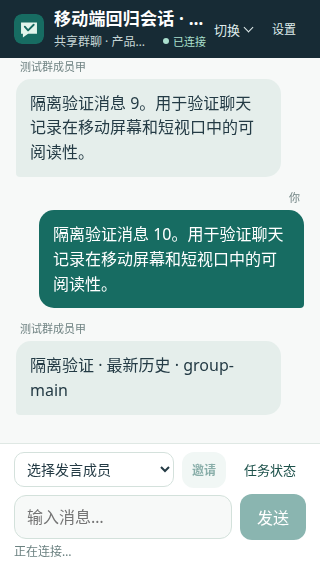 移动端回归会话 · ...
切换
设置
共享群聊 · 产品...
已连接
测试群成员甲
隔离验证消息 9。用于验证聊天
记录在移动屏幕和短视口中的可
阅读性。
你
隔离验证消息 10。用于验证聊天
记录在移动屏幕和短视口中的可
阅读性。
测试群成员甲
隔离验证 · 最新历史 · group-
main
选择发言成员
邀请
任务状态
输入消息...
发送
正在连接...